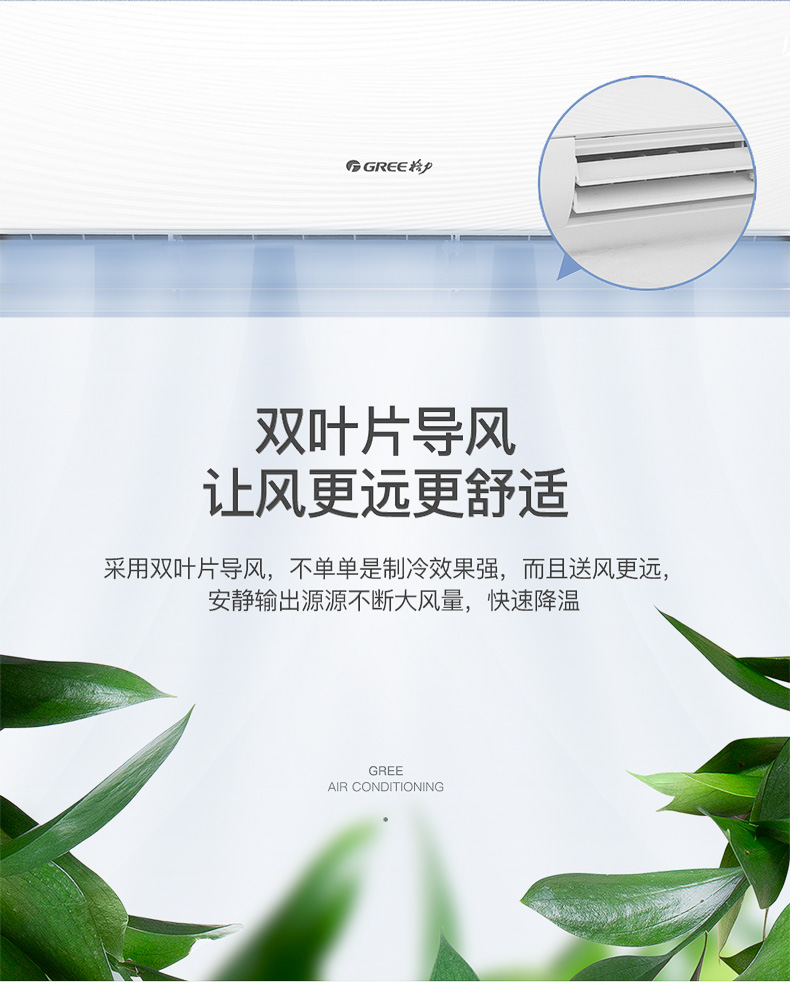 GREE格力
双叶片导风
让风更远更舒适
采用双叶片导风，不单单是制冷效果强，而且送风更远，
安静输出源源不断大风量，快速降温
GREE
AIR CONDITIONING